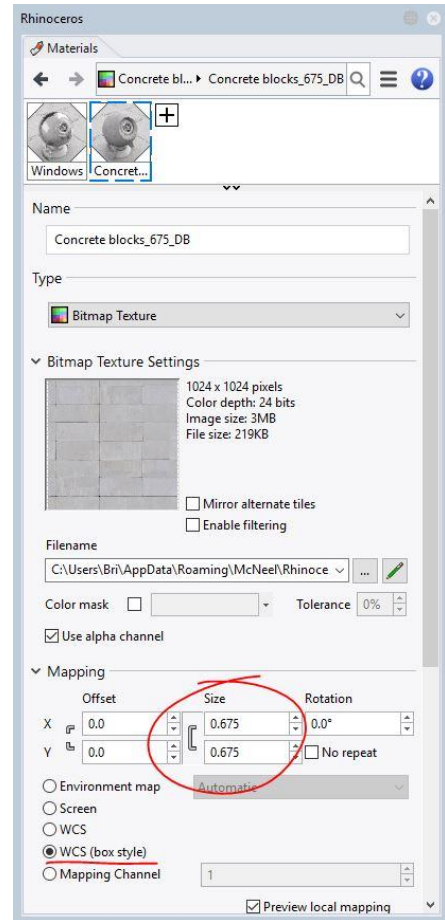 Rhinoceros
Materials
Concrete bl... Concrete blocks_675_DB
Windows Concret...
Name
Concrete blocks_675_DB
Type
Bitmap Texture
Bitmap Texture Settings
1024 x 1024 pixels
Color depth: 24 bits
Image size: 3MB
File size: 219KB
Mirror alternate tiles
Enable filtering
Filename
C:\Users\Bri\AppData\Roaming\McNeel\Rhinoce ...
Color mask Tolerance 0%
Use alpha channel
Mapping
Offset Size Rotation
X 0.0 0.675 0.0°
Y 0.0 0.675 No repeat
Environment map Automatic
Screen
WCS
WCS (box style)
Mapping Channel 1
Preview local mapping